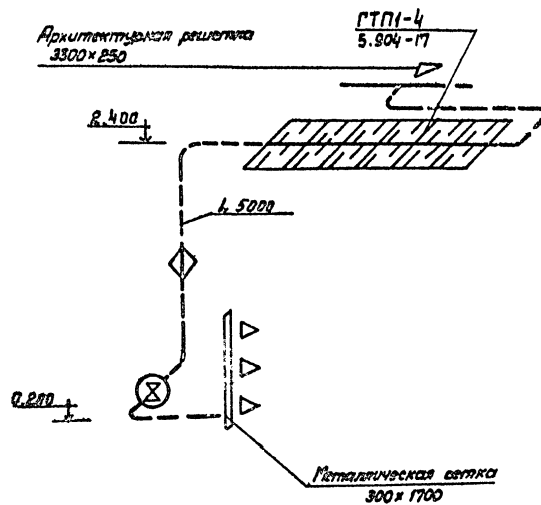 Архитектурная решетка
3300×250
ГТП1-4
5.904-17
2.400
L 5000
0.200
Металлическая сетка
300×1700